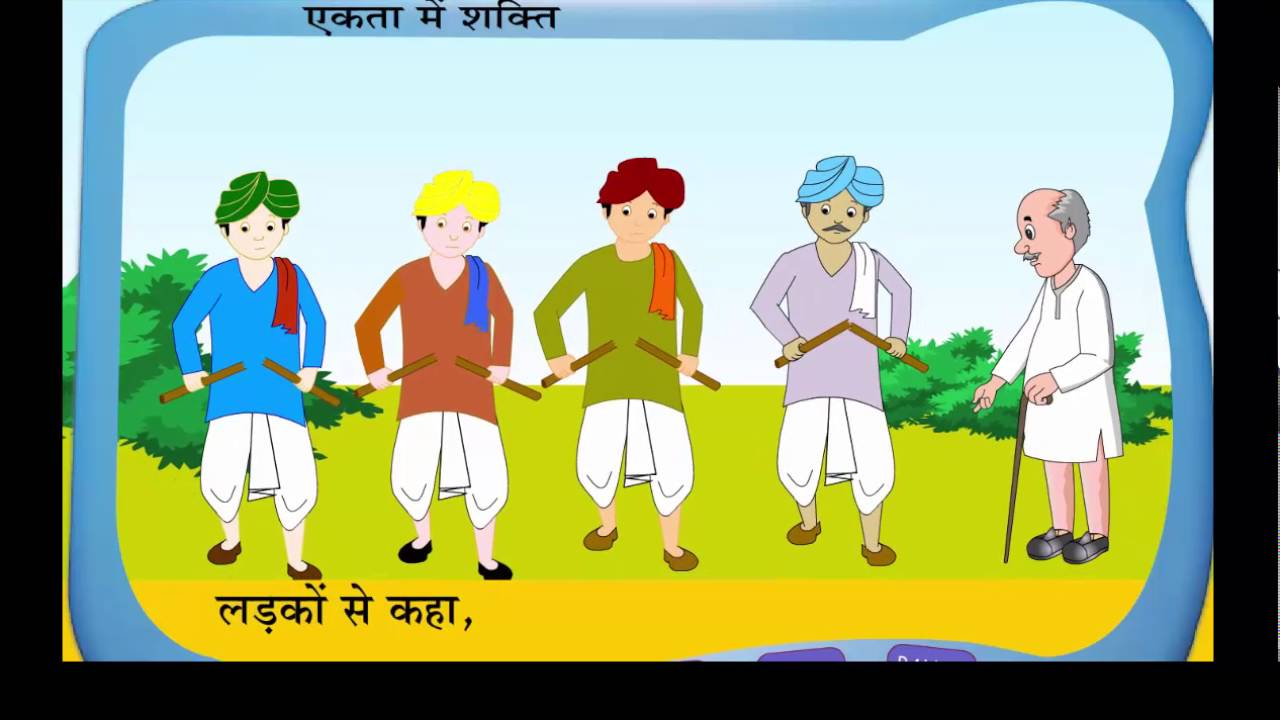 एकता में शक्ति
लड़कों से कहा,